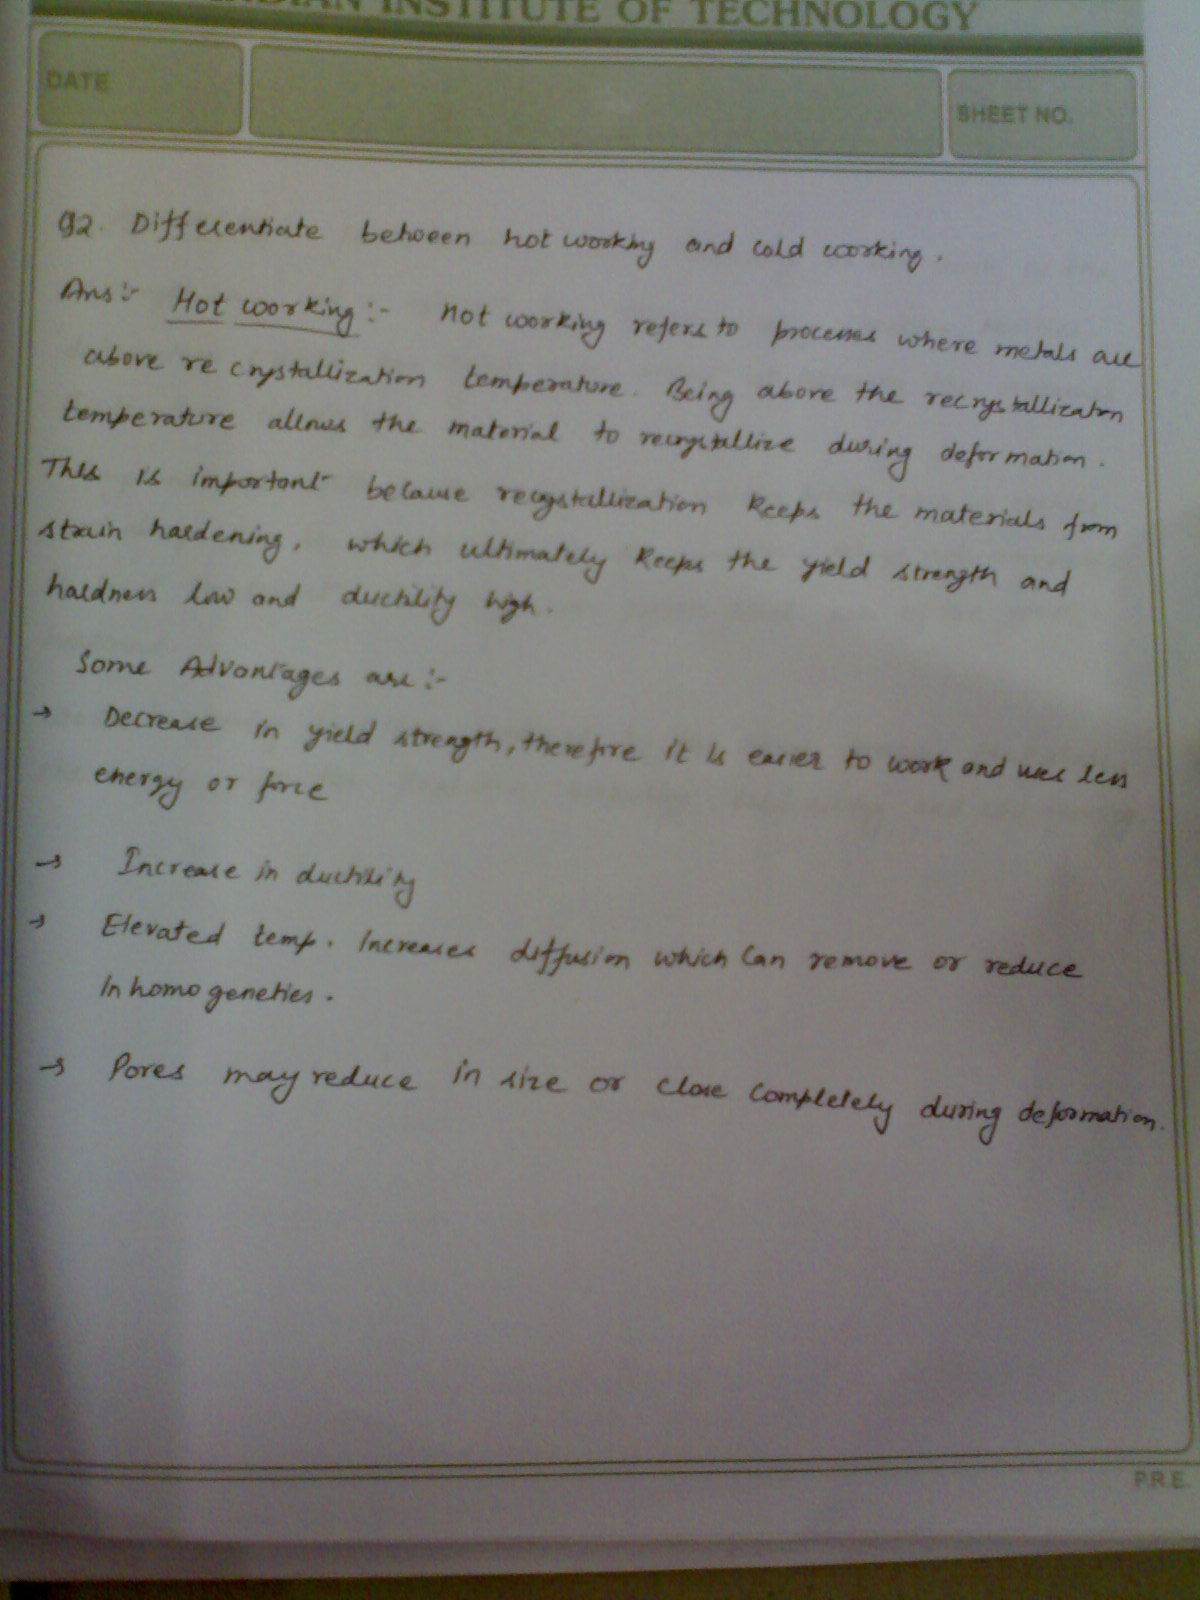 INSTITUTE OF TECHNOLOGY
DATE
SHEET NO.
Q2. Differentiate between hot working and cold working.
Ans:- Hot working:- Hot working refers to processes where metals are
above re crystallization temperature. Being above the recrystallization
temperature allows the material to recrystallize during deformation.
This is important because recrystallization keeps the materials from
strain hardening, which ultimately keeps the yield strength and
hardness low and ductility high.
Some Advantages are:-
→ Decrease in yield strength, therefore it is easier to work and uses less
energy or force
→ Increase in ductility
→ Elevated temp. increases diffusion which can remove or reduce
Inhomogeneties.
→ Pores may reduce in size or close completely during deformation.
P.R.E.